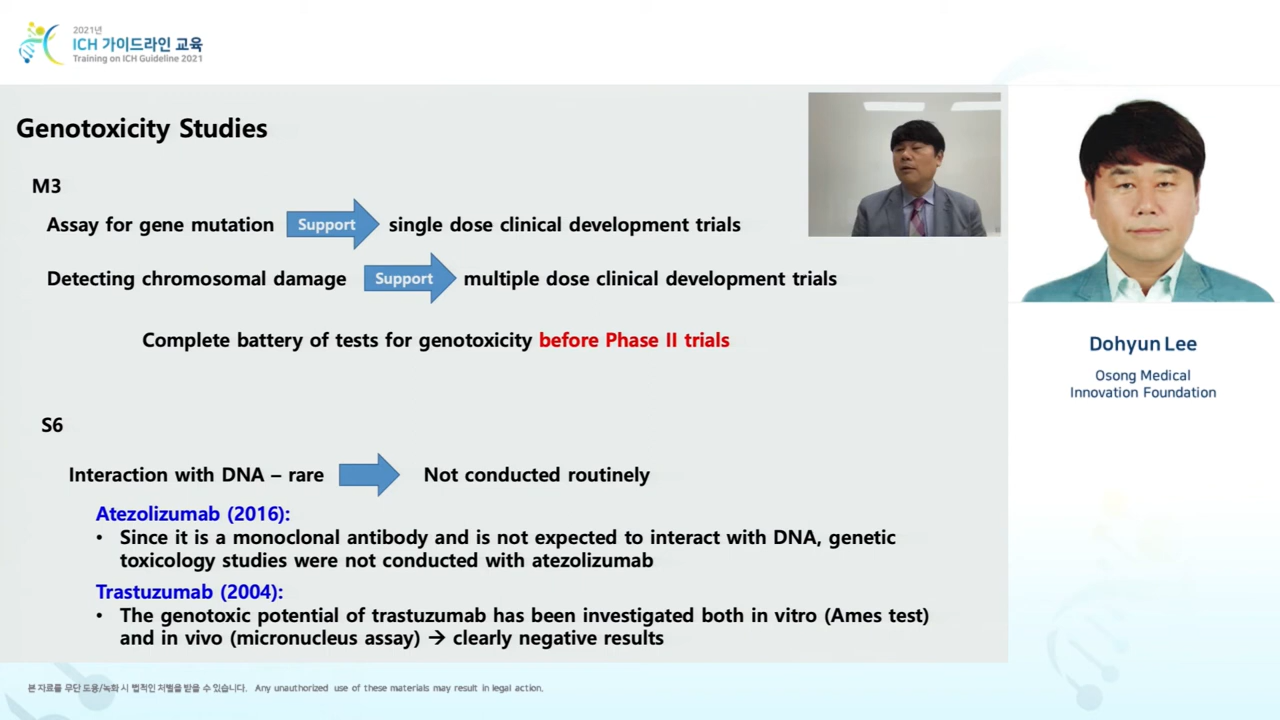 2021년
ICH 가이드라인 교육
Training on ICH Guideline 2021
Genotoxicity Studies
M3
Assay for gene mutation Support single dose clinical development trials
Detecting chromosomal damage Support multiple dose clinical development trials
Complete battery of tests for genotoxicity before Phase II trials
S6
Interaction with DNA – rare Not conducted routinely
Atezolizumab (2016):
• Since it is a monoclonal antibody and is not expected to interact with DNA, genetic
toxicology studies were not conducted with atezolizumab
Trastuzumab (2004):
• The genotoxic potential of trastuzumab has been investigated both in vitro (Ames test)
and in vivo (micronucleus assay) → clearly negative results
Dohyun Lee
Osong Medical
Innovation Foundation
본 자료를 무단 도용/녹화 시 법적인 처벌을 받을 수 있습니다. Any unauthorized use of these materials may result in legal action.